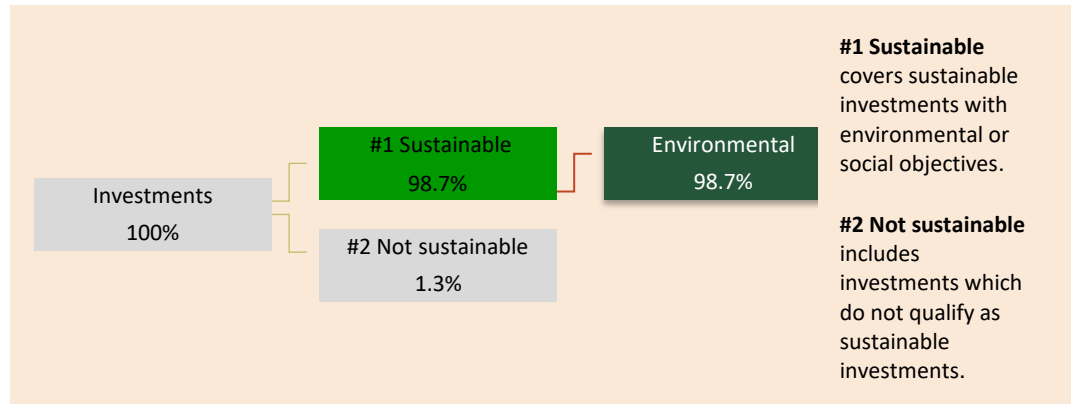 Investments
100%
#1 Sustainable
98.7%
#2 Not sustainable
1.3%
Environmental
98.7%
#1 Sustainable
covers sustainable
investments with
environmental or
social objectives.
#2 Not sustainable
includes
investments which
do not qualify as
sustainable
investments.